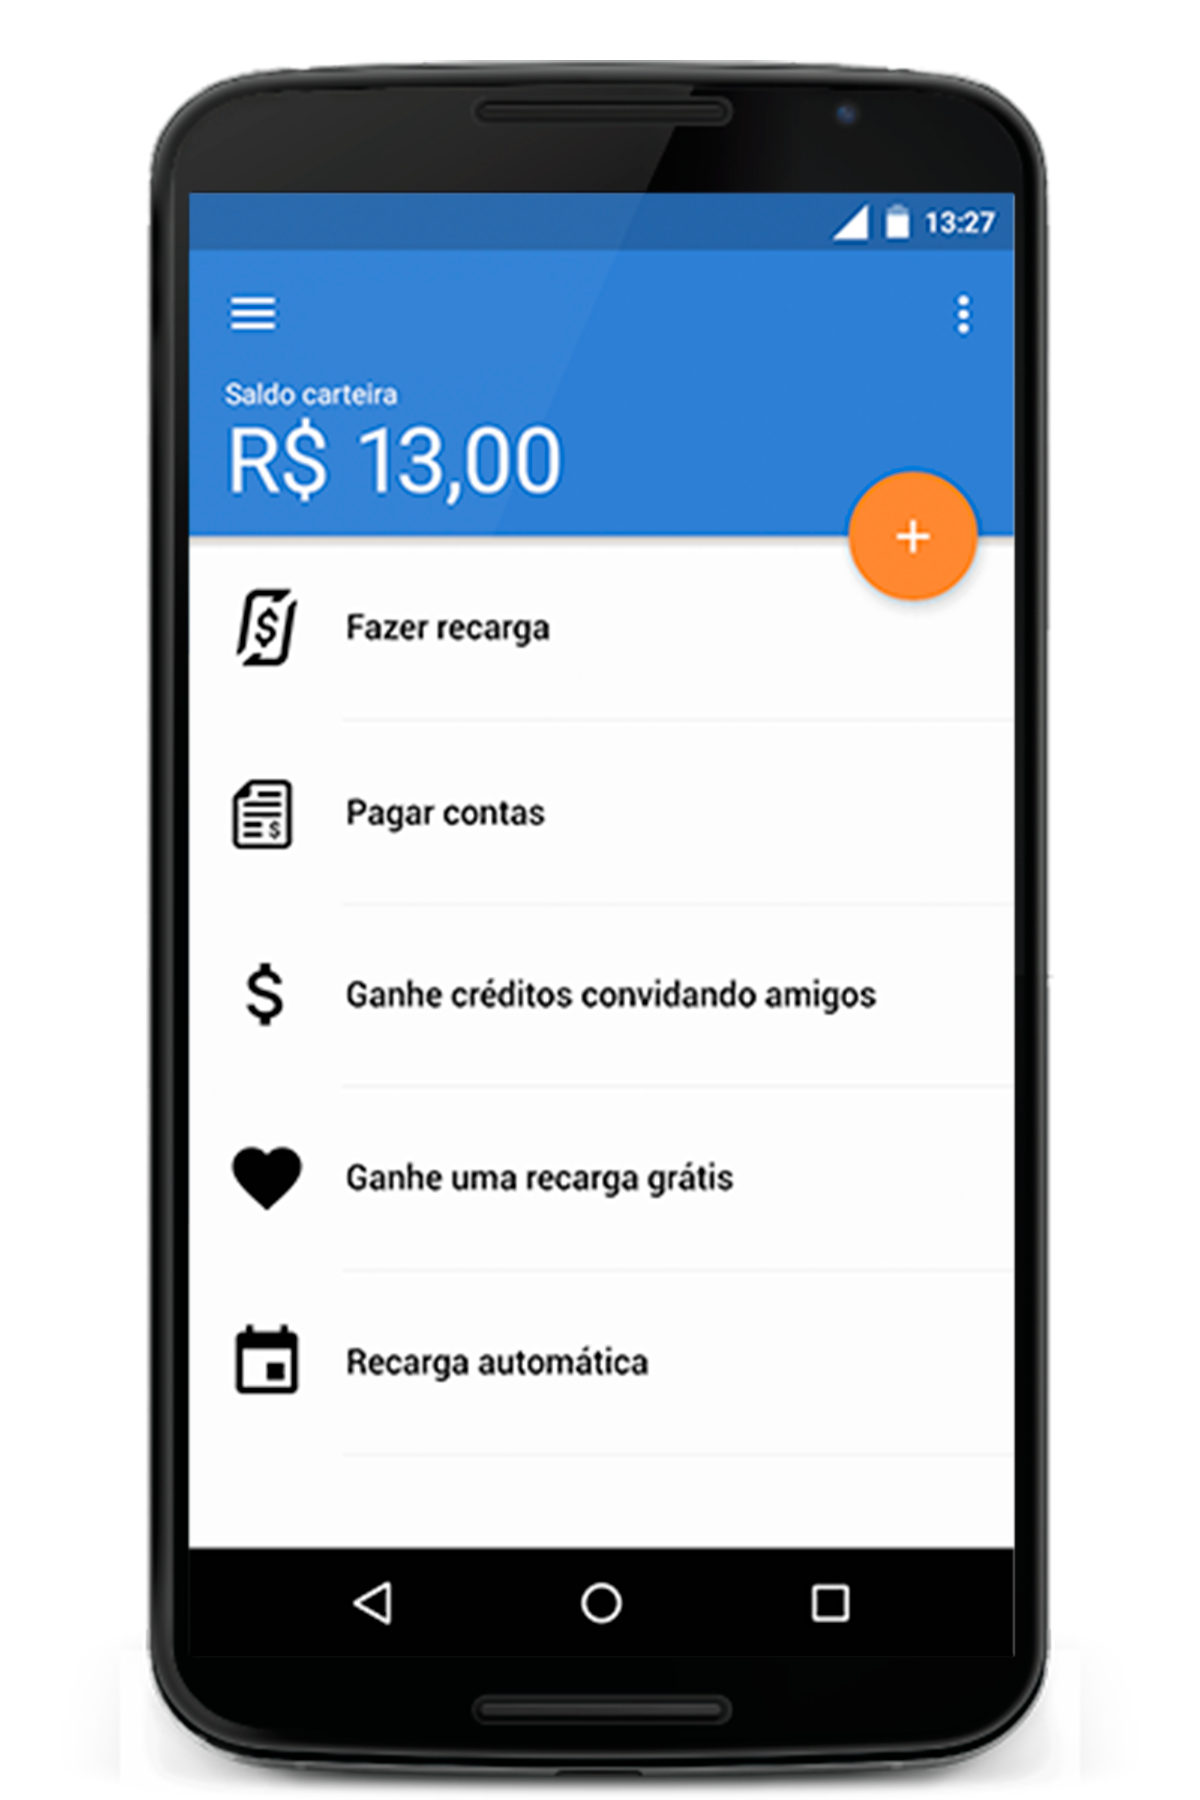 13:27
Saldo carteira
R$ 13,00
+
Fazer recarga
Pagar contas
$
Ganhe créditos convidando amigos
Ganhe uma recarga grátis
Recarga automática